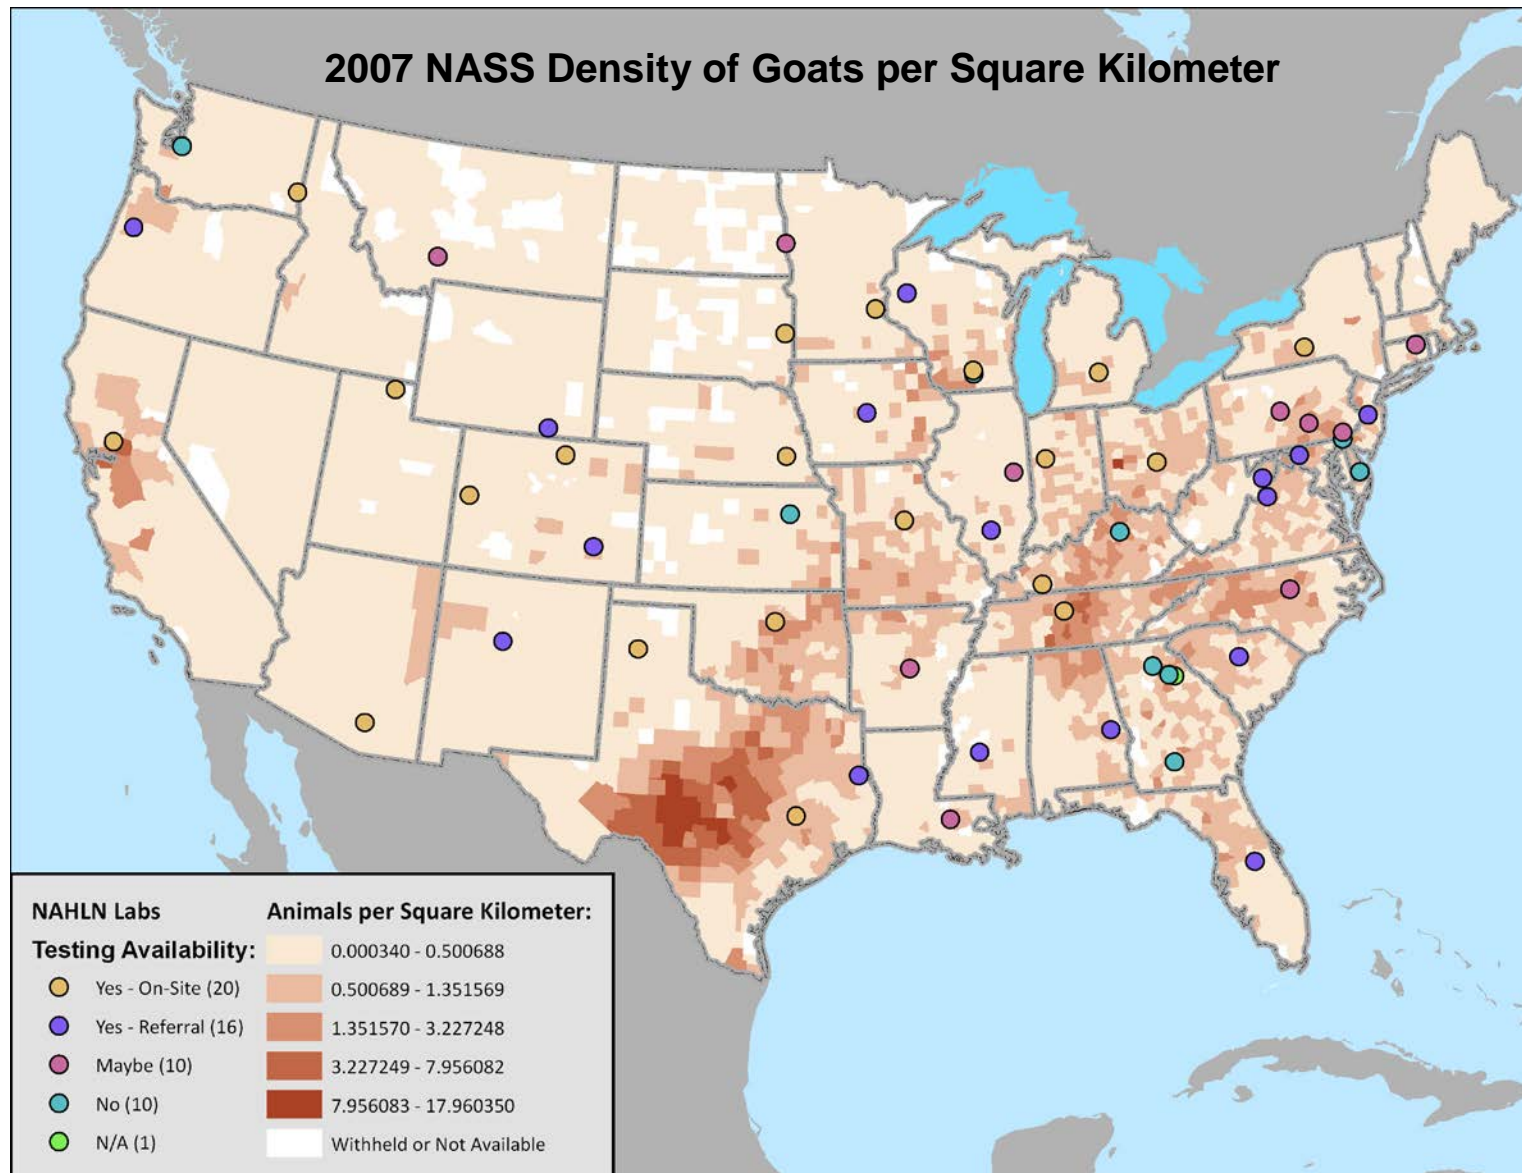 2007 NASS Density of Goats per Square Kilometer
NAHLN Labs
Testing Availability:
Yes - On-Site (20)
Yes - Referral (16)
Maybe (10)
No (10)
N/A (1)
Animals per Square Kilometer:
0.000340 - 0.500688
0.500689 - 1.351569
1.351570 - 3.227248
3.227249 - 7.956082
7.956083 - 17.960350
Withheld or Not Available